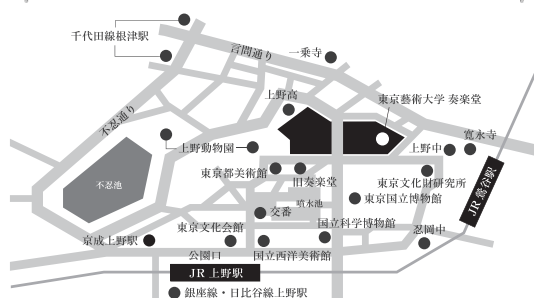 千代田線根津駅
言問通り
一乗寺
不忍通り
上野高
東京藝術大学 奏楽堂
寛永寺
上野動物園
上野中
東京都美術館
旧奏楽堂
東京文化財研究所
不忍池
JR 鶯谷駅
噴水池
東京国立博物館
交番
国立科学博物館
東京文化会館
忍岡中
京成上野駅
公園口
国立西洋美術館
JR 上野駅
銀座線・日比谷線上野駅